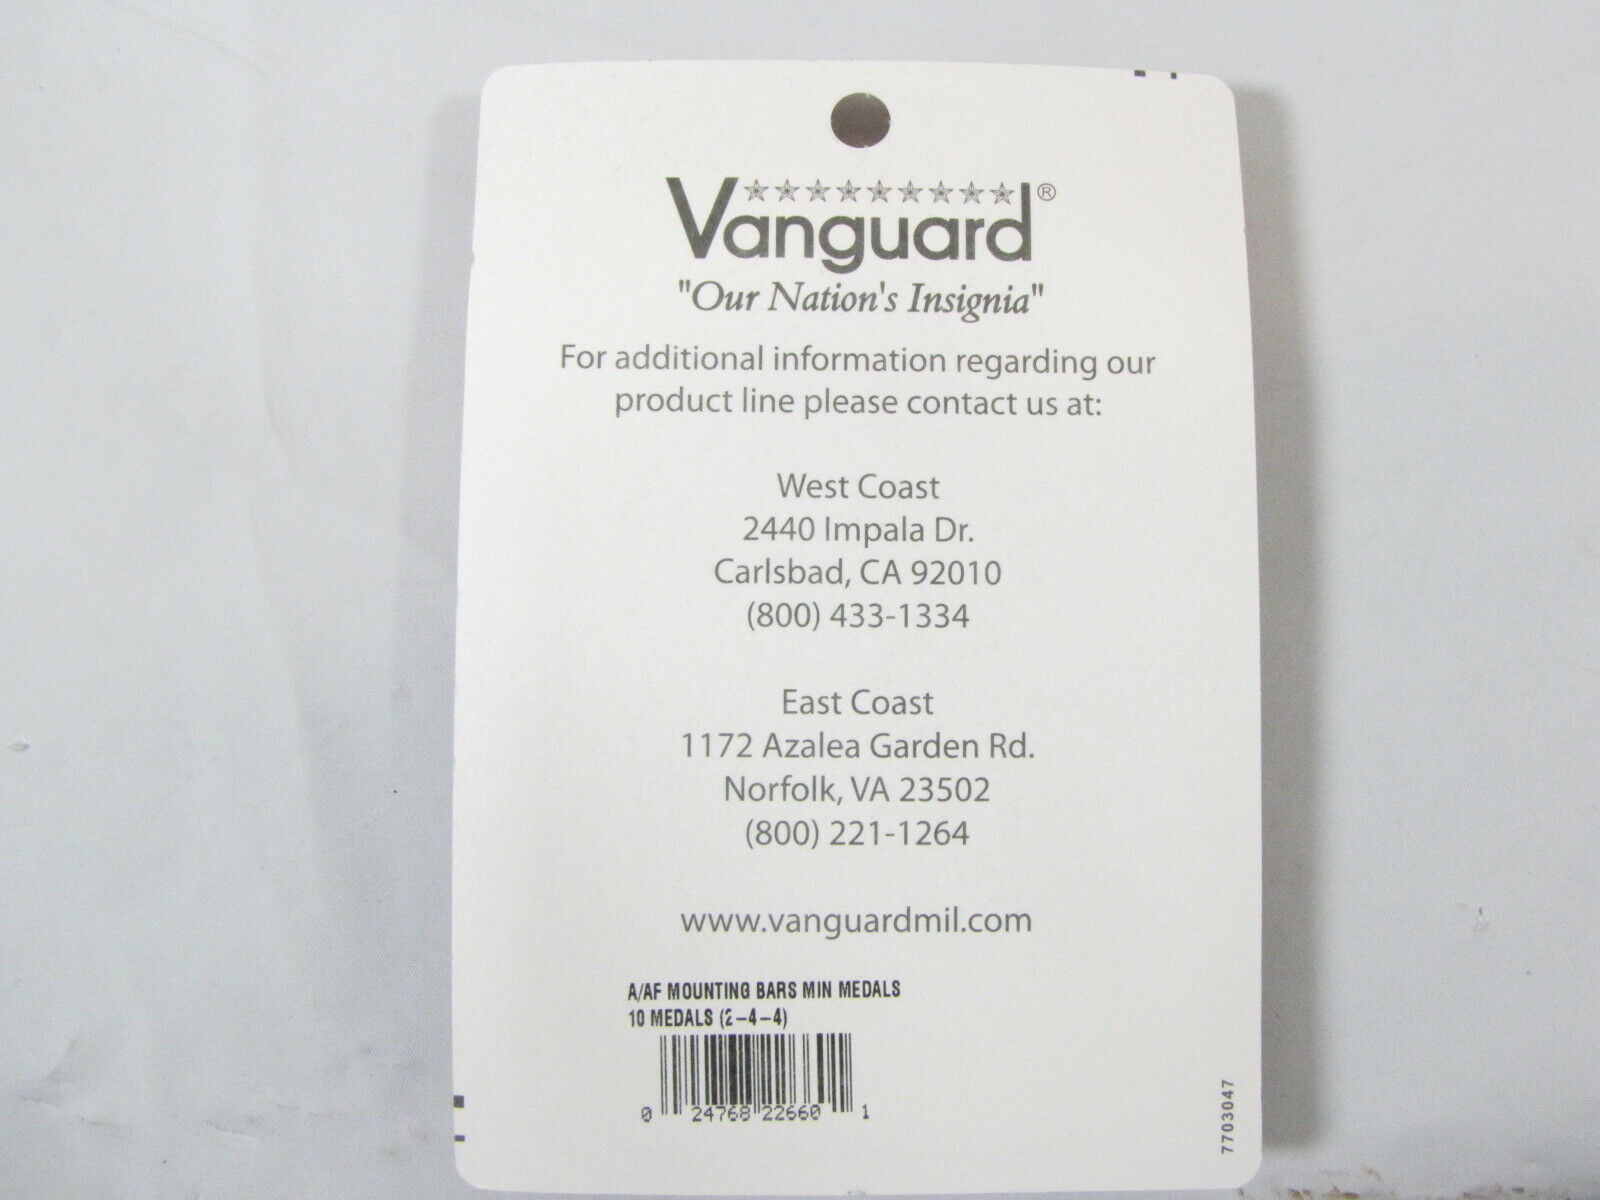 Vanguard®
"Our Nation's Insignia"
For additional information regarding our
product line please contact us at:
West Coast
2440 Impala Dr.
Carlsbad, CA 92010
(800) 433-1334
East Coast
1172 Azalea Garden Rd.
Norfolk, VA 23502
(800) 221-1264
www.vanguardmil.com
A/AF MOUNTING BARS MIN MEDALS
10 MEDALS (2-4-4)
0 24768 22660 1
7703047